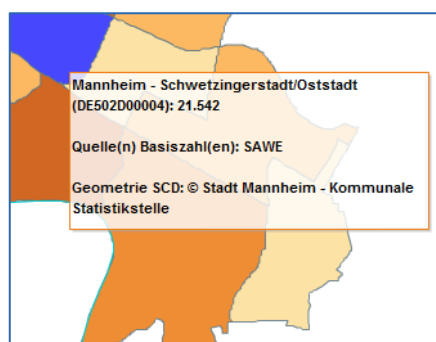 Mannheim - Schwetzingerstadt/Oststadt
(DE502D00004): 21.542
Quelle(n) Basiszahl(en): SAWE
Geometrie SCD: © Stadt Mannheim - Kommunale
Statistikstelle